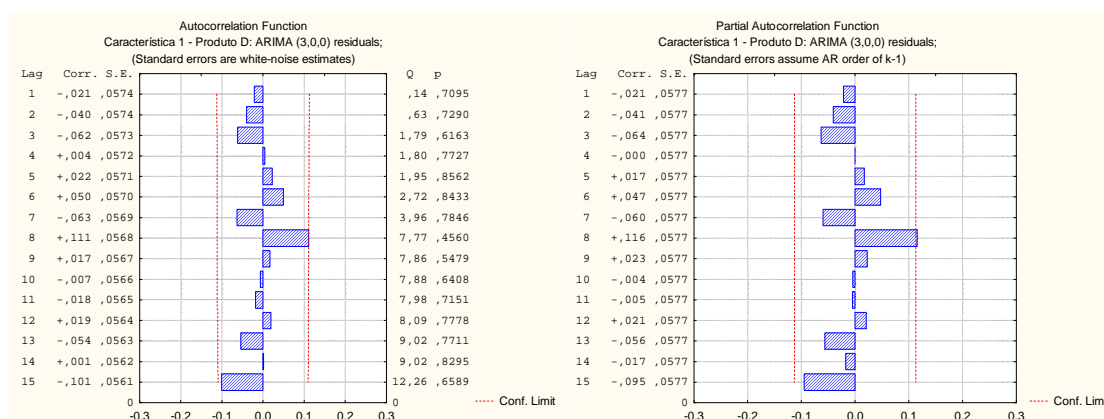 Autocorrelation Function
Característica 1 - Produto D: ARIMA (3,0,0) residuals;
(Standard errors are white-noise estimates)
Lag Corr. S.E. Q p
1 -,021 ,0574 ,14 ,7095
2 -,040 ,0574 ,63 ,7290
3 -,062 ,0573 1,79 ,6163
4 +,004 ,0572 1,80 ,7727
5 +,022 ,0571 1,95 ,8562
6 +,050 ,0570 2,72 ,8433
7 -,063 ,0569 3,96 ,7846
8 +,111 ,0568 7,77 ,4560
9 +,017 ,0567 7,86 ,5479
10 -,007 ,0566 7,88 ,6408
11 -,018 ,0565 7,98 ,7151
12 +,019 ,0564 8,09 ,7778
13 -,054 ,0563 9,02 ,7711
14 +,001 ,0562 9,02 ,8295
15 -,101 ,0561 12,26 ,6589
0 0
-0.3 -0.2 -0.1 0.0 0.1 0.2 0.3
Conf. Limit
Partial Autocorrelation Function
Característica 1 - Produto D: ARIMA (3,0,0) residuals;
(Standard errors assume AR order of k-1)
Lag Corr. S.E.
1 -,021 ,0577
2 -,041 ,0577
3 -,064 ,0577
4 -,000 ,0577
5 +,017 ,0577
6 +,047 ,0577
7 -,060 ,0577
8 +,116 ,0577
9 +,023 ,0577
10 -,004 ,0577
11 -,005 ,0577
12 +,021 ,0577
13 -,056 ,0577
14 -,017 ,0577
15 -,095 ,0577
0
-0.3 -0.2 -0.1 0.0 0.1 0.2 0.3
Conf. Limit